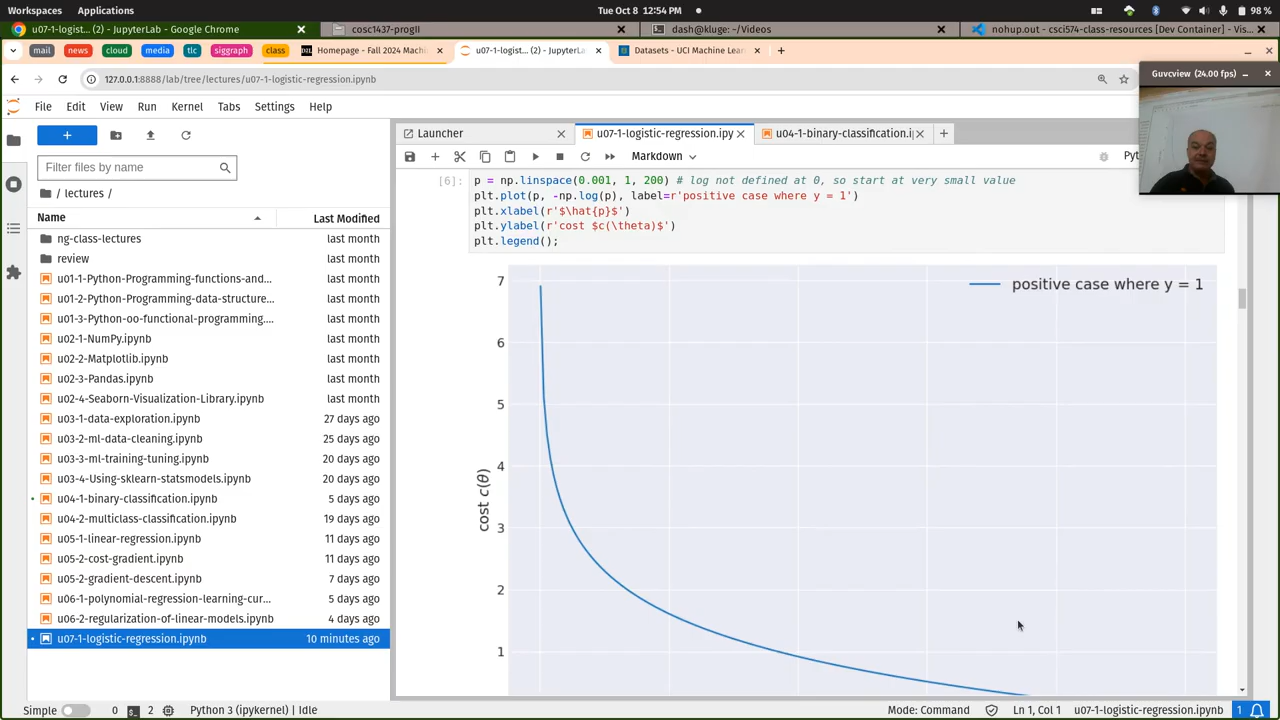 Workspaces Applications Tue Oct 8 12:54 PM 98 %
u07-1-logist... (2) - JupyterLab - Google Chrome cosc1437-progII dash@kluge:~/Videos nohup.out - csci574-class-resources [Dev Container] - Vis...
mail news cloud media tlc siggraph class Homepage - Fall 2024 Machi u07-1-logist... (2) - JupyterLa Datasets - UCI Machine Lear
127.0.0.1:8888/lab/tree/lectures/u07-1-logistic-regression.ipynb
Guvcview (24.00 fps)
File Edit View Run Kernel Tabs Settings Help
Launcher u07-1-logistic-regression.ipy u04-1-binary-classification.i
Filter files by name
Markdown
Pyt
/ lectures /
Name Last Modified
ng-class-lectures last month
review last month
u01-1-Python-Programming-functions-and... last month
u01-2-Python-Programming-data-structure... last month
u01-3-Python-oo-functional-programming.... last month
u02-1-NumPy.ipynb last month
u02-2-Matplotlib.ipynb last month
u02-3-Pandas.ipynb last month
u02-4-Seaborn-Visualization-Library.ipynb last month
u03-1-data-exploration.ipynb 27 days ago
u03-2-ml-data-cleaning.ipynb 25 days ago
u03-3-ml-training-tuning.ipynb 20 days ago
u03-4-Using-sklearn-statsmodels.ipynb 20 days ago
u04-1-binary-classification.ipynb 5 days ago
u04-2-multiclass-classification.ipynb 19 days ago
u05-1-linear-regression.ipynb 11 days ago
u05-2-cost-gradient.ipynb 11 days ago
u05-2-gradient-descent.ipynb 7 days ago
u06-1-polynomial-regression-learning-cur... 5 days ago
u06-2-regularization-of-linear-models.ipynb 4 days ago
u07-1-logistic-regression.ipynb 10 minutes ago
[6]: p = np.linspace(0.001, 1, 200) # log not defined at 0, so start at very small value
plt.plot(p, -np.log(p), label=r'positive case where y = 1')
plt.xlabel(r'$\hat{p}$')
plt.ylabel(r'cost $c(\theta)$')
plt.legend();
positive case where y = 1
7
6
5
4
3
2
1
cost c(θ)
Simple 0 2 Python 3 (ipykernel) | Idle Mode: Command Ln 1, Col 1 u07-1-logistic-regression.ipynb 1